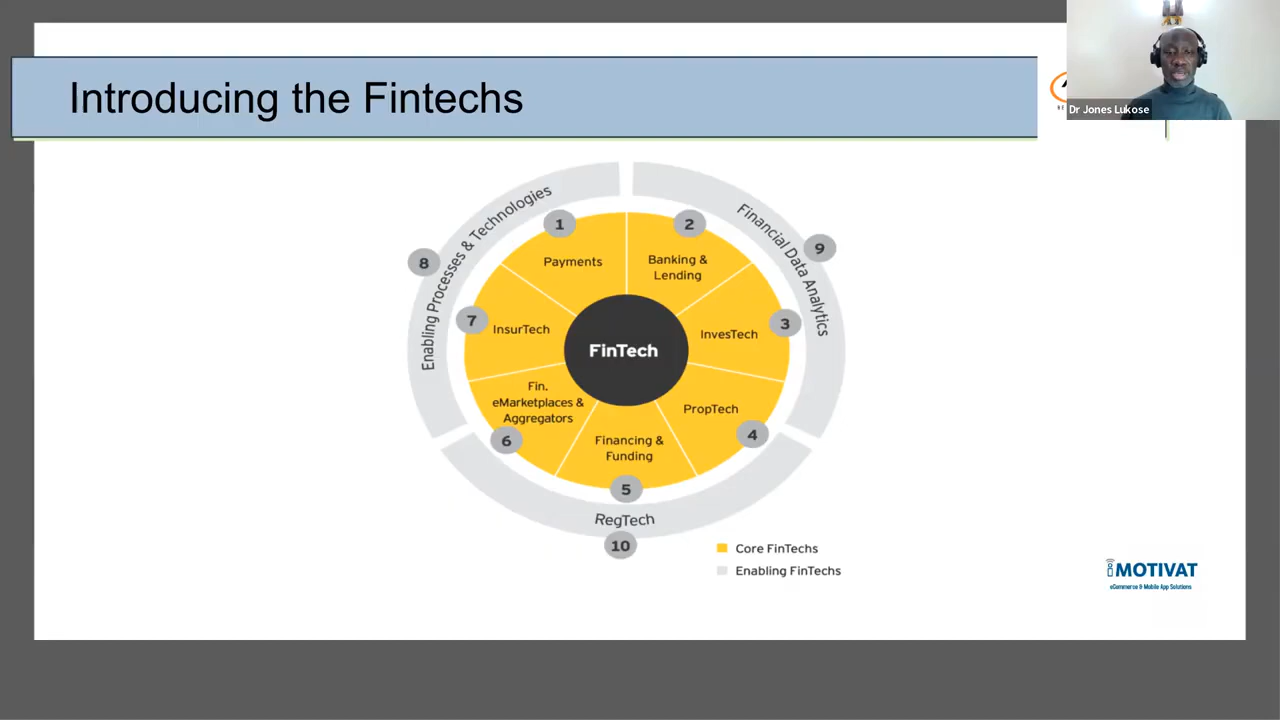 Introducing the Fintechs
Dr Jones Lukose
Enabling Processes & Technologies
Financial Data Analytics
1
2
8
9
Payments
Banking &
Lending
7
3
InsurTech
InvesTech
FinTech
Fin.
eMarketplaces &
Aggregators
PropTech
6
4
Financing &
Funding
5
RegTech
10
Core FinTechs
Enabling FinTechs
iMOTIVAT
eCommerce & Mobile App Solutions